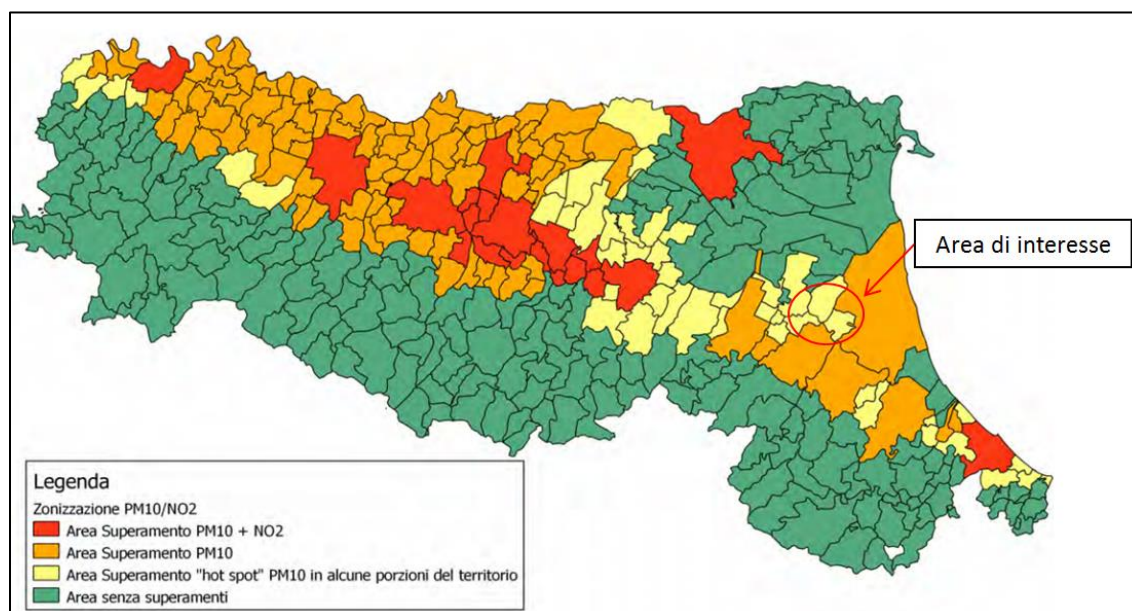 Area di interesse
Legenda
Zonizzazione PM10/NO2
Area Superamento PM10 + NO2
Area Superamento PM10
Area Superamento "hot spot" PM10 in alcune porzioni del territorio
Area senza superamenti